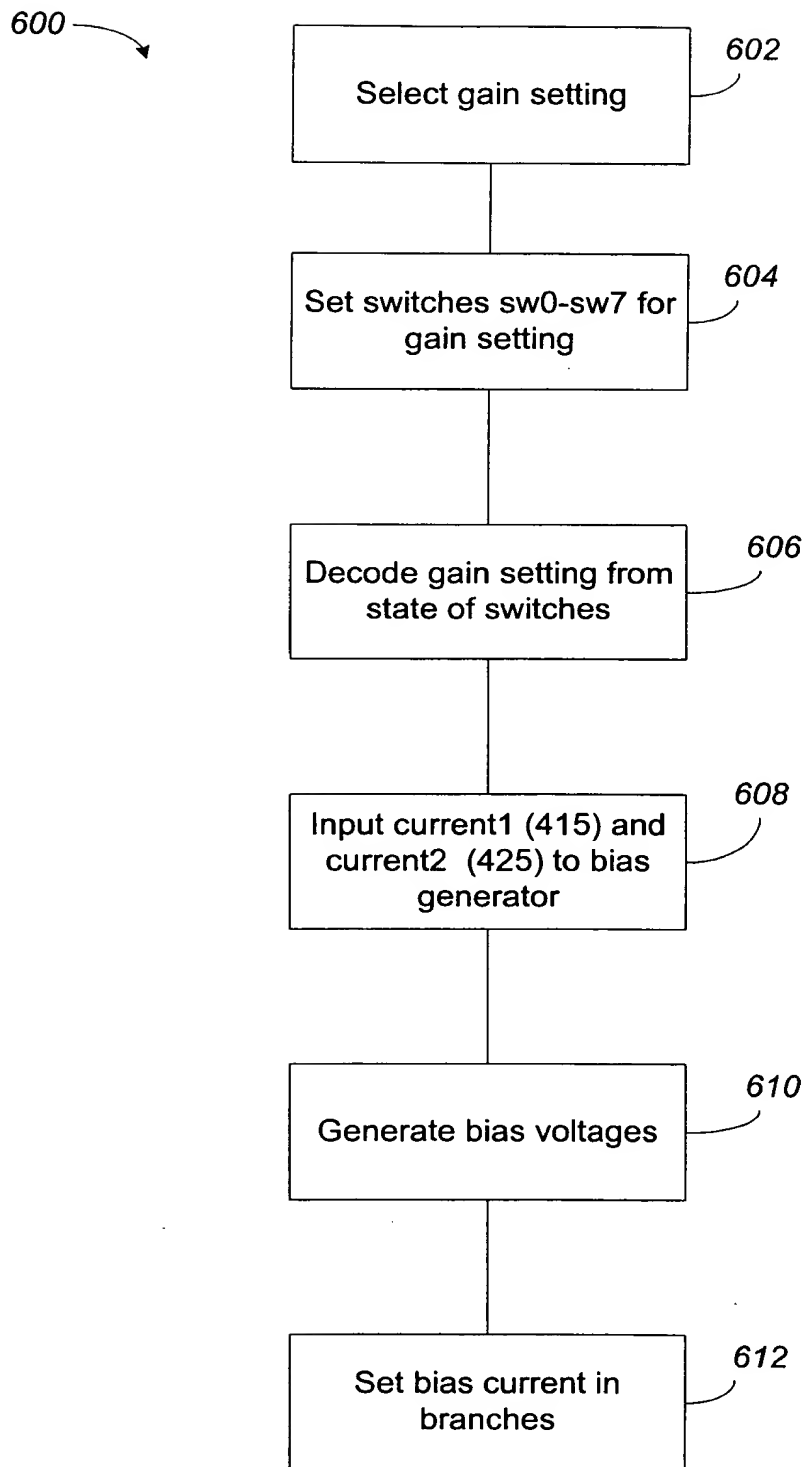 600
602
Select gain setting
604
Set switches sw0-sw7 for
gain setting
606
Decode gain setting from
state of switches
608
Input current1 (415) and
current2 (425) to bias
generator
610
Generate bias voltages
612
Set bias current in
branches